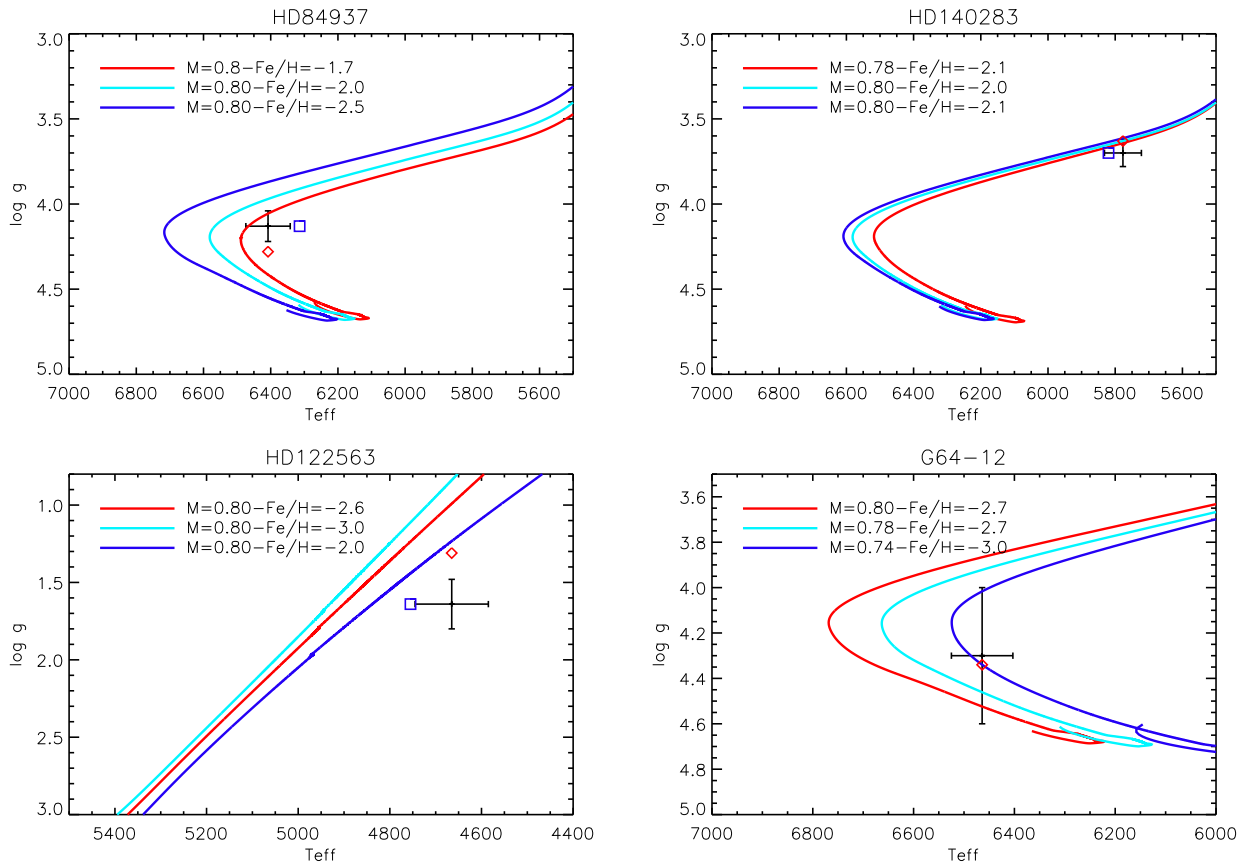 HD84937
3.0
3.5
4.0
4.5
5.0
log g
M=0.8-Fe/H=-1.7
M=0.80-Fe/H=-2.0
M=0.80-Fe/H=-2.5
7000 6800 6600 6400 6200 6000 5800 5600
Teff
HD140283
3.0
3.5
4.0
4.5
5.0
log g
M=0.78-Fe/H=-2.1
M=0.80-Fe/H=-2.0
M=0.80-Fe/H=-2.1
7000 6800 6600 6400 6200 6000 5800 5600
Teff
HD122563
1.0
1.5
2.0
2.5
3.0
log g
M=0.80-Fe/H=-2.6
M=0.80-Fe/H=-3.0
M=0.80-Fe/H=-2.0
5400 5200 5000 4800 4600 4400
Teff
G64-12
3.6
3.8
4.0
4.2
4.4
4.6
4.8
5.0
log g
M=0.80-Fe/H=-2.7
M=0.78-Fe/H=-2.7
M=0.74-Fe/H=-3.0
7000 6800 6600 6400 6200 6000
Teff